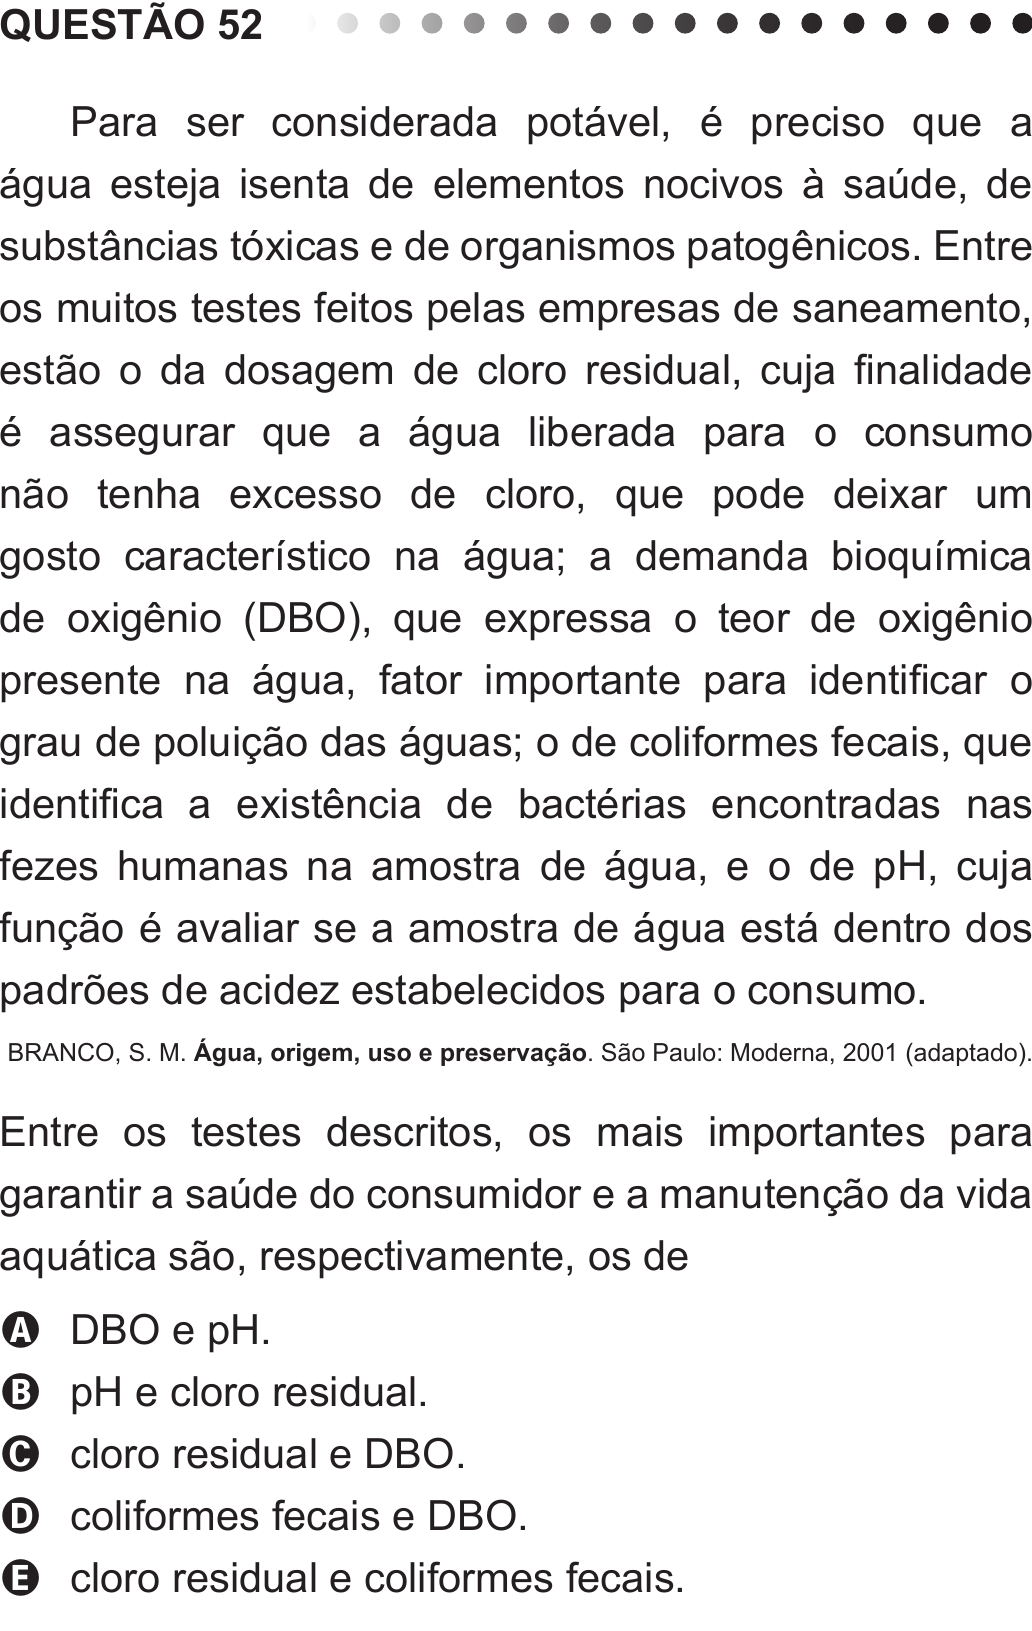 QUESTÃO 52
Para ser considerada potável, é preciso que a
água esteja isenta de elementos nocivos à saúde, de
substâncias tóxicas e de organismos patogênicos. Entre
os muitos testes feitos pelas empresas de saneamento,
estão o da dosagem de cloro residual, cuja finalidade
é assegurar que a água liberada para o consumo
não tenha excesso de cloro, que pode deixar um
gosto característico na água; a demanda bioquímica
de oxigênio (DBO), que expressa o teor de oxigênio
presente na água, fator importante para identificar o
grau de poluição das águas; o de coliformes fecais, que
identifica a existência de bactérias encontradas nas
fezes humanas na amostra de água, e o de pH, cuja
função é avaliar se a amostra de água está dentro dos
padrões de acidez estabelecidos para o consumo.
BRANCO, S. M. Água, origem, uso e preservação. São Paulo: Moderna, 2001 (adaptado).
Entre os testes descritos, os mais importantes para
garantir a saúde do consumidor e a manutenção da vida
aquática são, respectivamente, os de
A DBO e pH.
B pH e cloro residual.
C cloro residual e DBO.
D coliformes fecais e DBO.
E cloro residual e coliformes fecais.